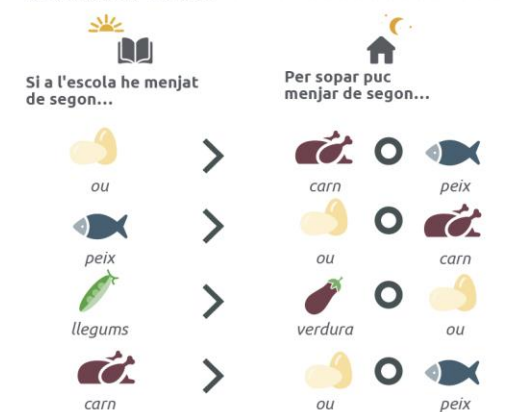 Si a l'escola he menjat
de segon...
Per sopar puc
menjar de segon...
ou
carn
peix
peix
ou
carn
llegums
verdura
ou
carn
ou
peix